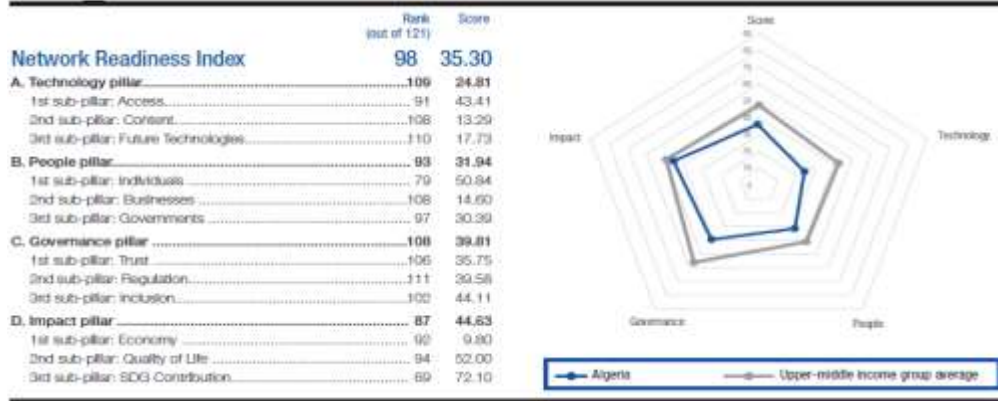 Rank Score
(out of 121)
Network Readiness Index 98 35.30
A. Technology pillar 109 24.81
1st sub-pillar: Access 91 43.41
2nd sub-pillar: Content 108 13.29
3rd sub-pillar: Future Technologies 110 17.73
B. People pillar 93 31.94
1st sub-pillar: Individuals 79 50.84
2nd sub-pillar: Businesses 108 14.60
3rd sub-pillar: Governments 97 30.39
C. Governance pillar 108 39.81
1st sub-pillar: Trust 106 35.75
2nd sub-pillar: Regulation 111 39.58
3rd sub-pillar: Inclusion 102 44.11
D. Impact pillar 87 44.63
1st sub-pillar: Economy 92 9.80
2nd sub-pillar: Quality of Life 94 52.00
3rd sub-pillar: SDG Contribution 69 72.10
Score
Impact
Technology
Governance
People
Algeria Upper-middle income group average